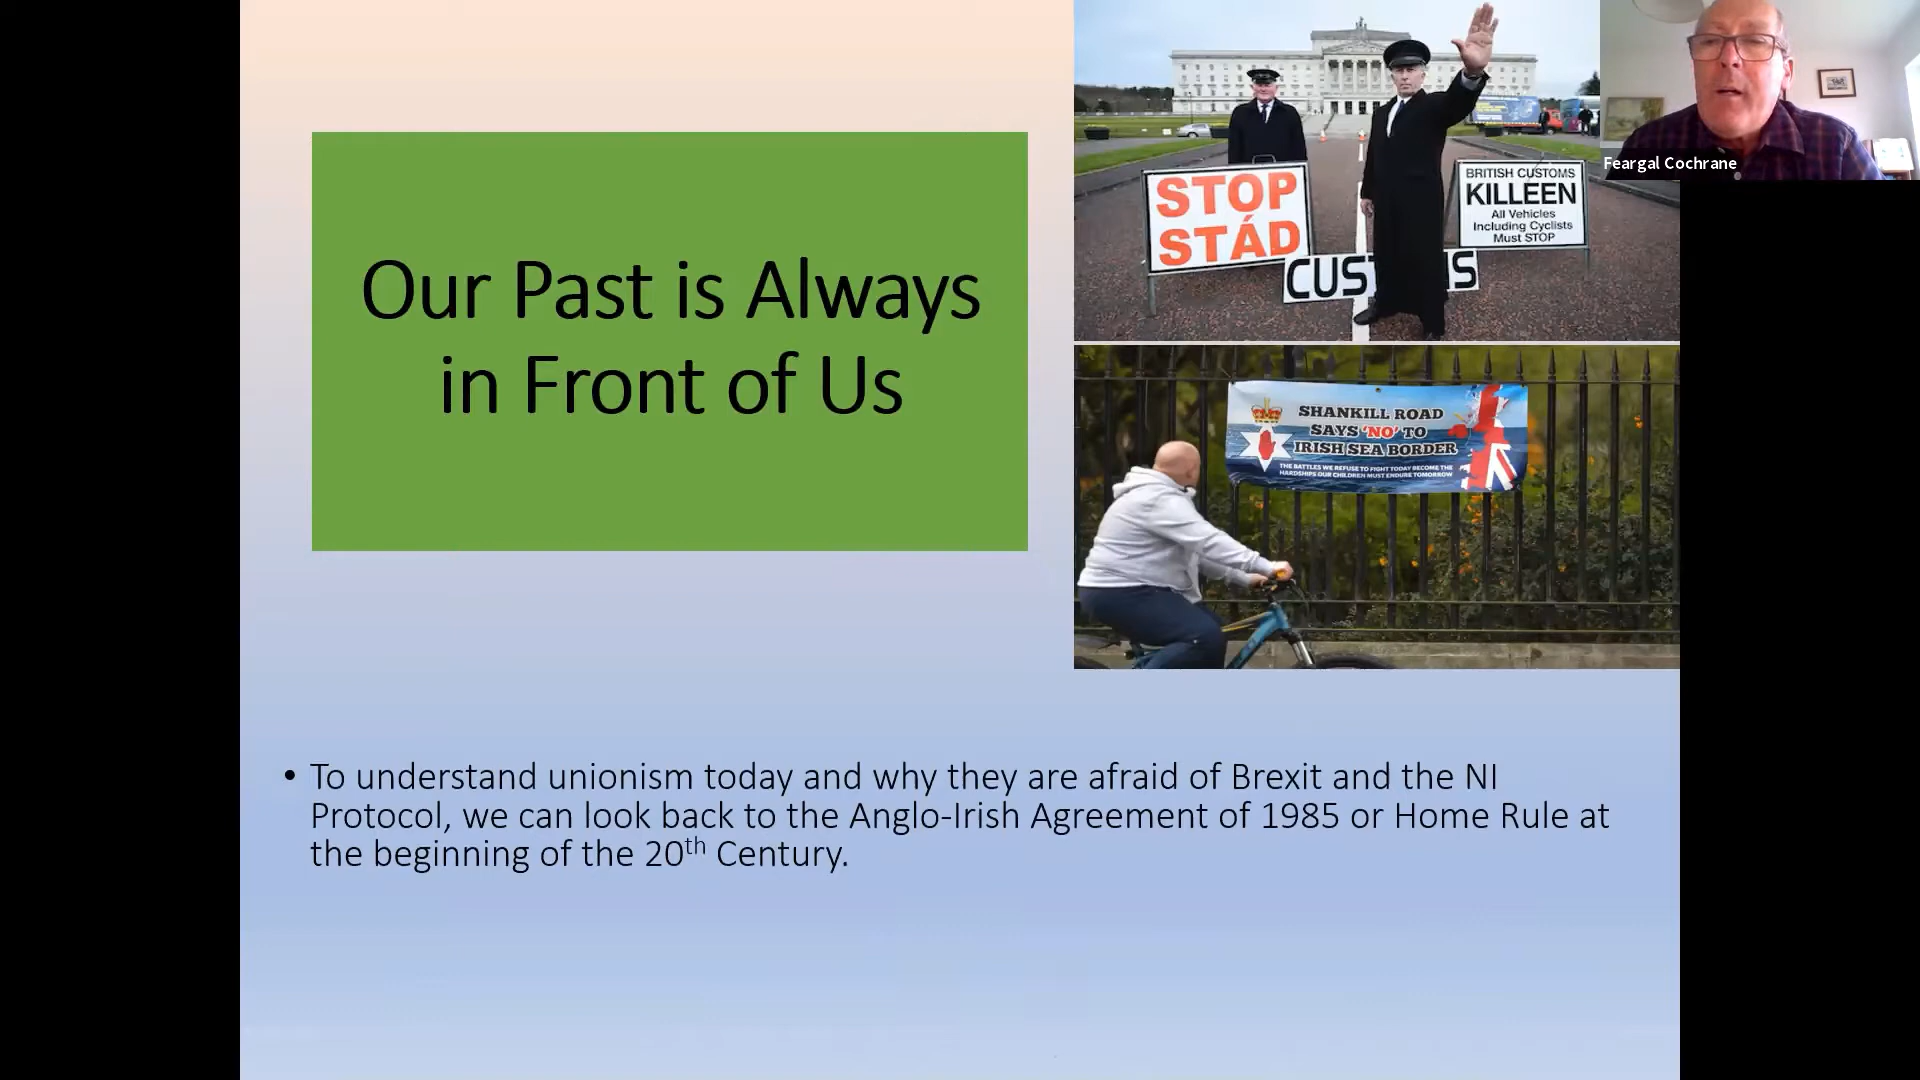 Our Past is Always
in Front of Us
STOP
STÁD
BRITISH CUSTOMS
KILLEEN
All Vehicles
Including Cyclists
Must STOP
CUS S
Feargal Cochrane
SHANKILL ROAD
SAYS 'NO' TO
IRISH SEA BORDER
THE BATTLES WE REFUSE TO FIGHT TODAY BECOME THE
HARDSHIPS OUR CHILDREN MUST ENDURE TOMORROW
• To understand unionism today and why they are afraid of Brexit and the NI
Protocol, we can look back to the Anglo-Irish Agreement of 1985 or Home Rule at
the beginning of the 20th Century.